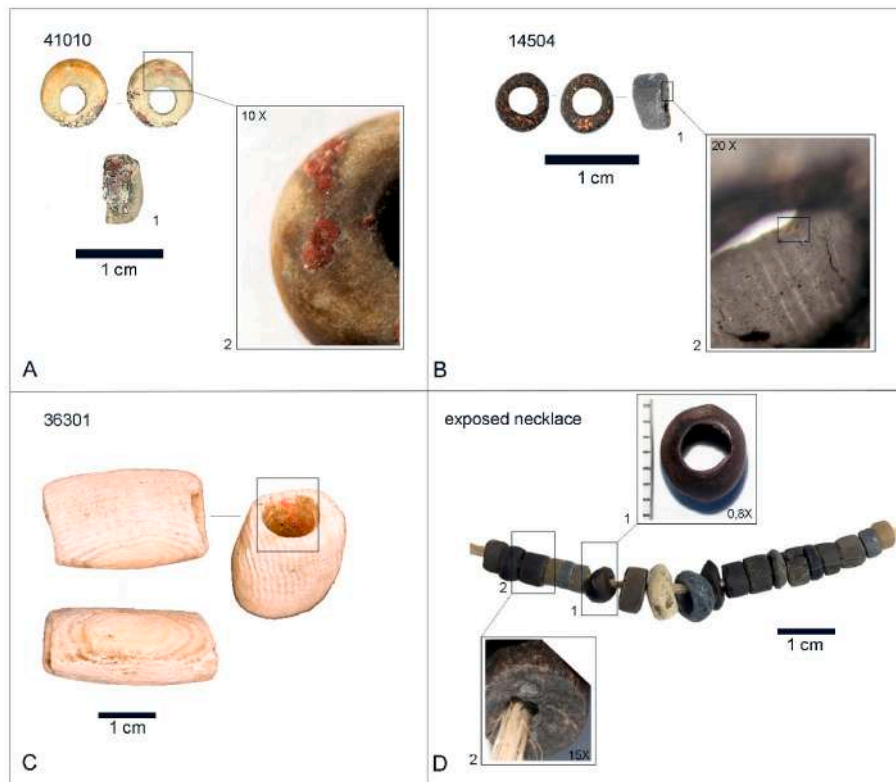 41010
10 X
1
1 cm
2
A
14504
1
1 cm
20 X
2
B
36301
1 cm
C
exposed necklace
1
0,8X
2
1
1 cm
2
15X
D